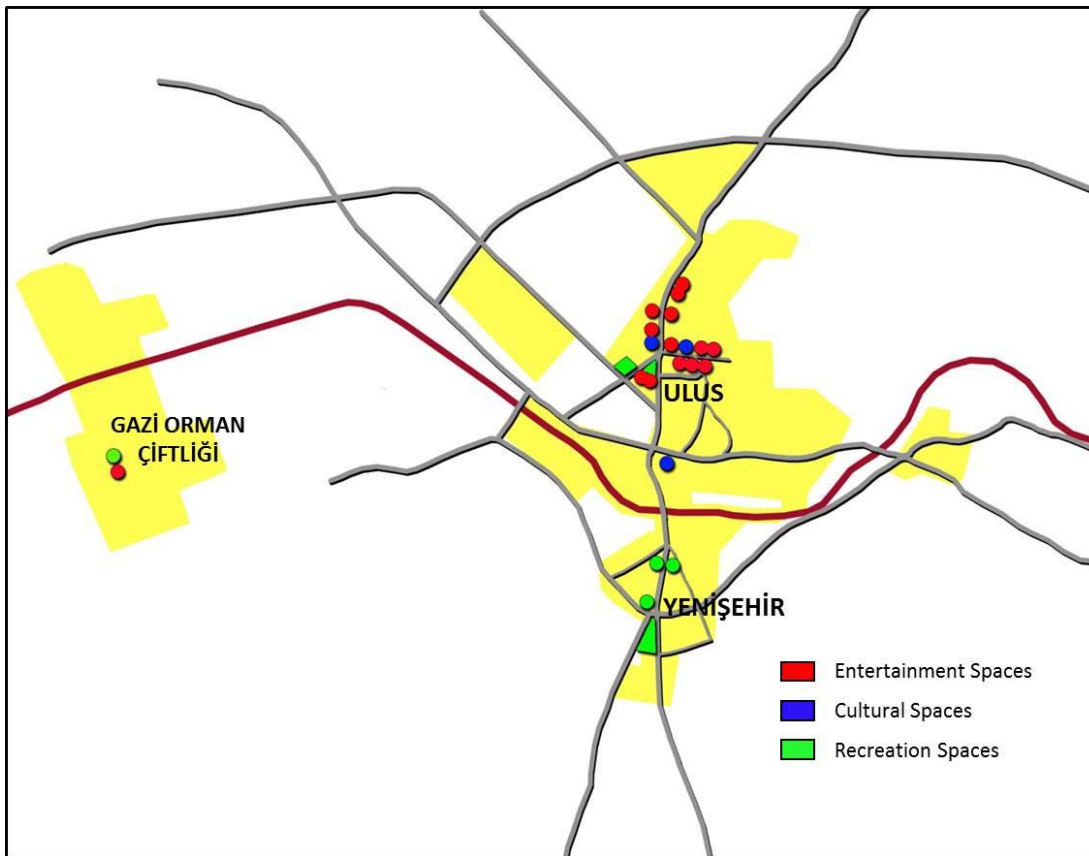 ULUS
GAZİ ORMAN
ÇİFTLİĞİ
YENİŞEHİR
Entertainment Spaces
Cultural Spaces
Recreation Spaces